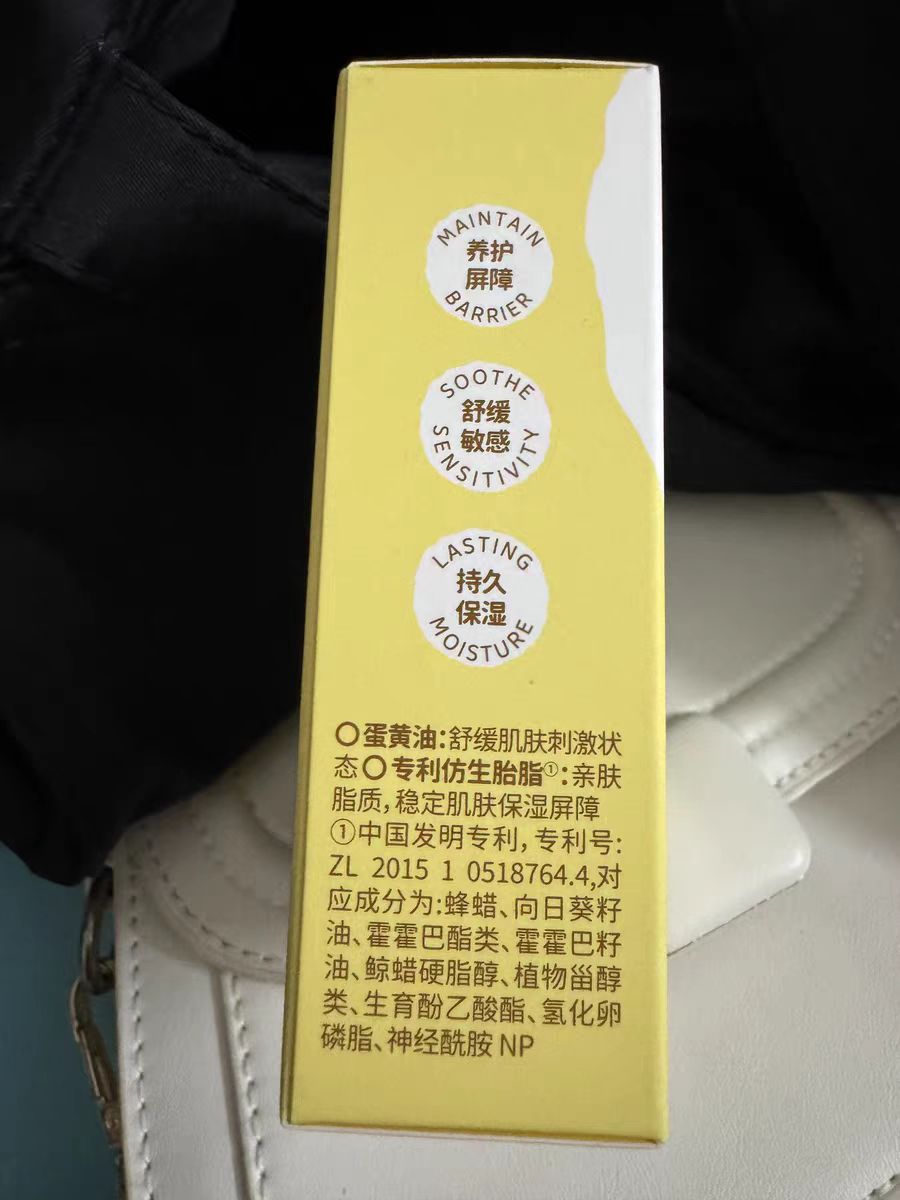 MAINTAIN
养护
屏障
BARRIER
SOOTHE
舒缓
敏感
SENSITIVITY
LASTING
持久
保湿
MOISTURE
〇蛋黄油:舒缓肌肤刺激状
态〇专利仿生胎脂①:亲肤
脂质,稳定肌肤保湿屏障
①中国发明专利,专利号:
ZL 2015 1 0518764.4,对
应成分为:蜂蜡、向日葵籽
油、霍霍巴酯类、霍霍巴籽
油、鲸蜡硬脂醇、植物甾醇
类、生育酚乙酸酯、氢化卵
磷脂、神经酰胺 NP